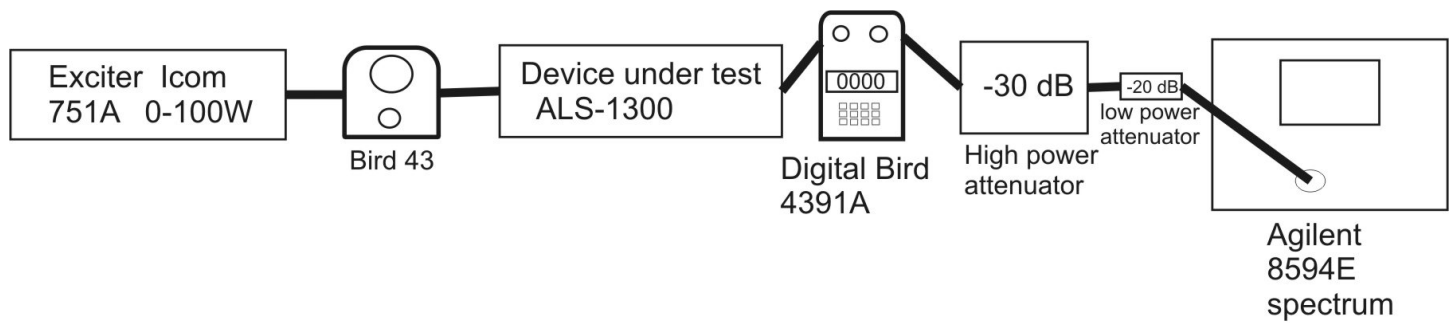 Exciter Icom
751A 0-100W
Bird 43
Device under test
ALS-1300
0000
Digital Bird
4391A
-30 dB
High power
attenuator
-20 dB
low power
attenuator
Agilent
8594E
spectrum